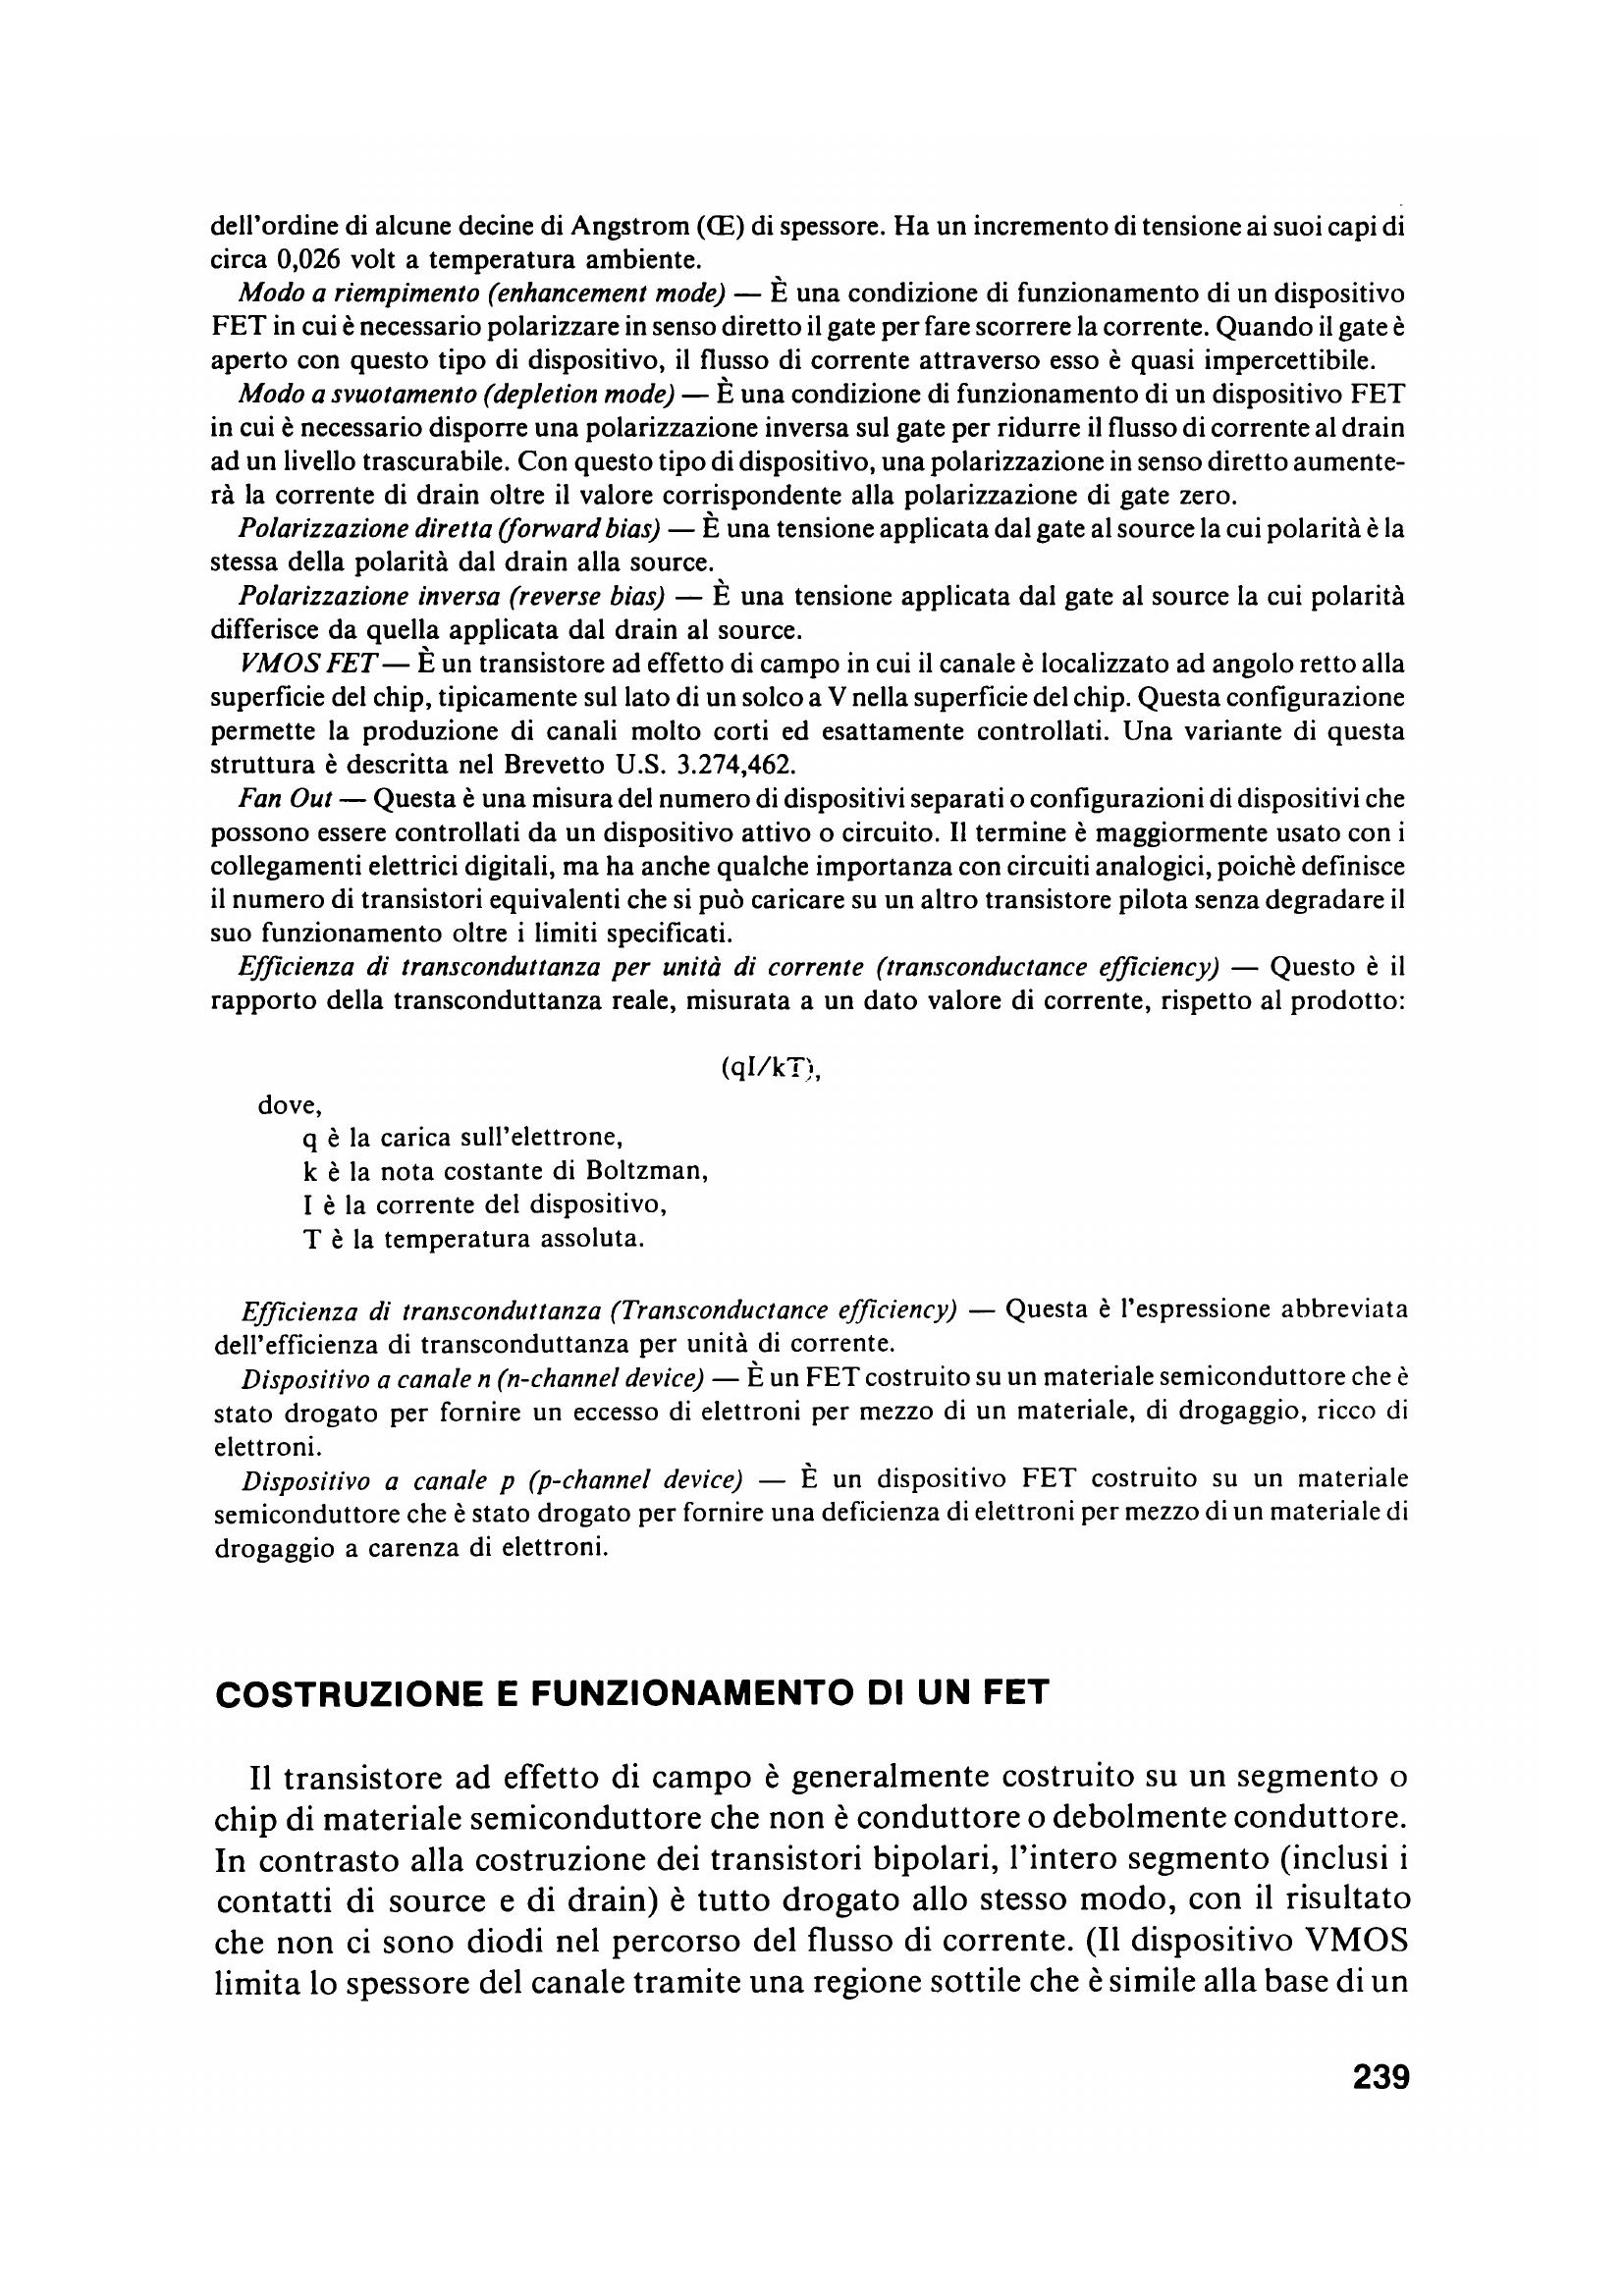 dell'ordine di alcune decine di Angstrom (Œ) di spessore. Ha un incremento di tensione ai suoi capi di
circa 0,026 volt a temperatura ambiente.
Modo a riempimento (enhancement mode) — È una condizione di funzionamento di un dispositivo
FET in cui è necessario polarizzare in senso diretto il gate per fare scorrere la corrente. Quando il gate è
aperto con questo tipo di dispositivo, il flusso di corrente attraverso esso è quasi impercettibile.
Modo a svuotamento (depletion mode) — È una condizione di funzionamento di un dispositivo FET
in cui è necessario disporre una polarizzazione inversa sul gate per ridurre il flusso di corrente al drain
ad un livello trascurabile. Con questo tipo di dispositivo, una polarizzazione in senso diretto aumente-
rà la corrente di drain oltre il valore corrispondente alla polarizzazione di gate zero.
Polarizzazione diretta (forward bias) — È una tensione applicata dal gate al source la cui polarità è la
stessa della polarità dal drain alla source.
Polarizzazione inversa (reverse bias) — È una tensione applicata dal gate al source la cui polarità
differisce da quella applicata dal drain al source.
VMOS FET — È un transistore ad effetto di campo in cui il canale è localizzato ad angolo retto alla
superficie del chip, tipicamente sul lato di un solco a V nella superficie del chip. Questa configurazione
permette la produzione di canali molto corti ed esattamente controllati. Una variante di questa
struttura è descritta nel Brevetto U.S. 3.274,462.
Fan Out — Questa è una misura del numero di dispositivi separati o configurazioni di dispositivi che
possono essere controllati da un dispositivo attivo o circuito. Il termine è maggiormente usato con i
collegamenti elettrici digitali, ma ha anche qualche importanza con circuiti analogici, poichè definisce
il numero di transistori equivalenti che si può caricare su un altro transistore pilota senza degradare il
suo funzionamento oltre i limiti specificati.
Efficienza di transconduttanza per unità di corrente (transconductance efficiency) — Questo è il
rapporto della transconduttanza reale, misurata a un dato valore di corrente, rispetto al prodotto:
(qI/kT),
dove,
q è la carica sull'elettrone,
k è la nota costante di Boltzman,
I è la corrente del dispositivo,
T è la temperatura assoluta.
Efficienza di transconduttanza (Transconductance efficiency) — Questa è l'espressione abbreviata
dell'efficienza di transconduttanza per unità di corrente.
Dispositivo a canale n (n-channel device) — È un FET costruito su un materiale semiconduttore che è
stato drogato per fornire un eccesso di elettroni per mezzo di un materiale, di drogaggio, ricco di
elettroni.
Dispositivo a canale p (p-channel device) — È un dispositivo FET costruito su un materiale
semiconduttore che è stato drogato per fornire una deficienza di elettroni per mezzo di un materiale di
drogaggio a carenza di elettroni.
COSTRUZIONE E FUNZIONAMENTO DI UN FET
Il transistore ad effetto di campo è generalmente costruito su un segmento o
chip di materiale semiconduttore che non è conduttore o debolmente conduttore.
In contrasto alla costruzione dei transistori bipolari, l'intero segmento (inclusi i
contatti di source e di drain) è tutto drogato allo stesso modo, con il risultato
che non ci sono diodi nel percorso del flusso di corrente. (Il dispositivo VMOS
limita lo spessore del canale tramite una regione sottile che è simile alla base di un
239